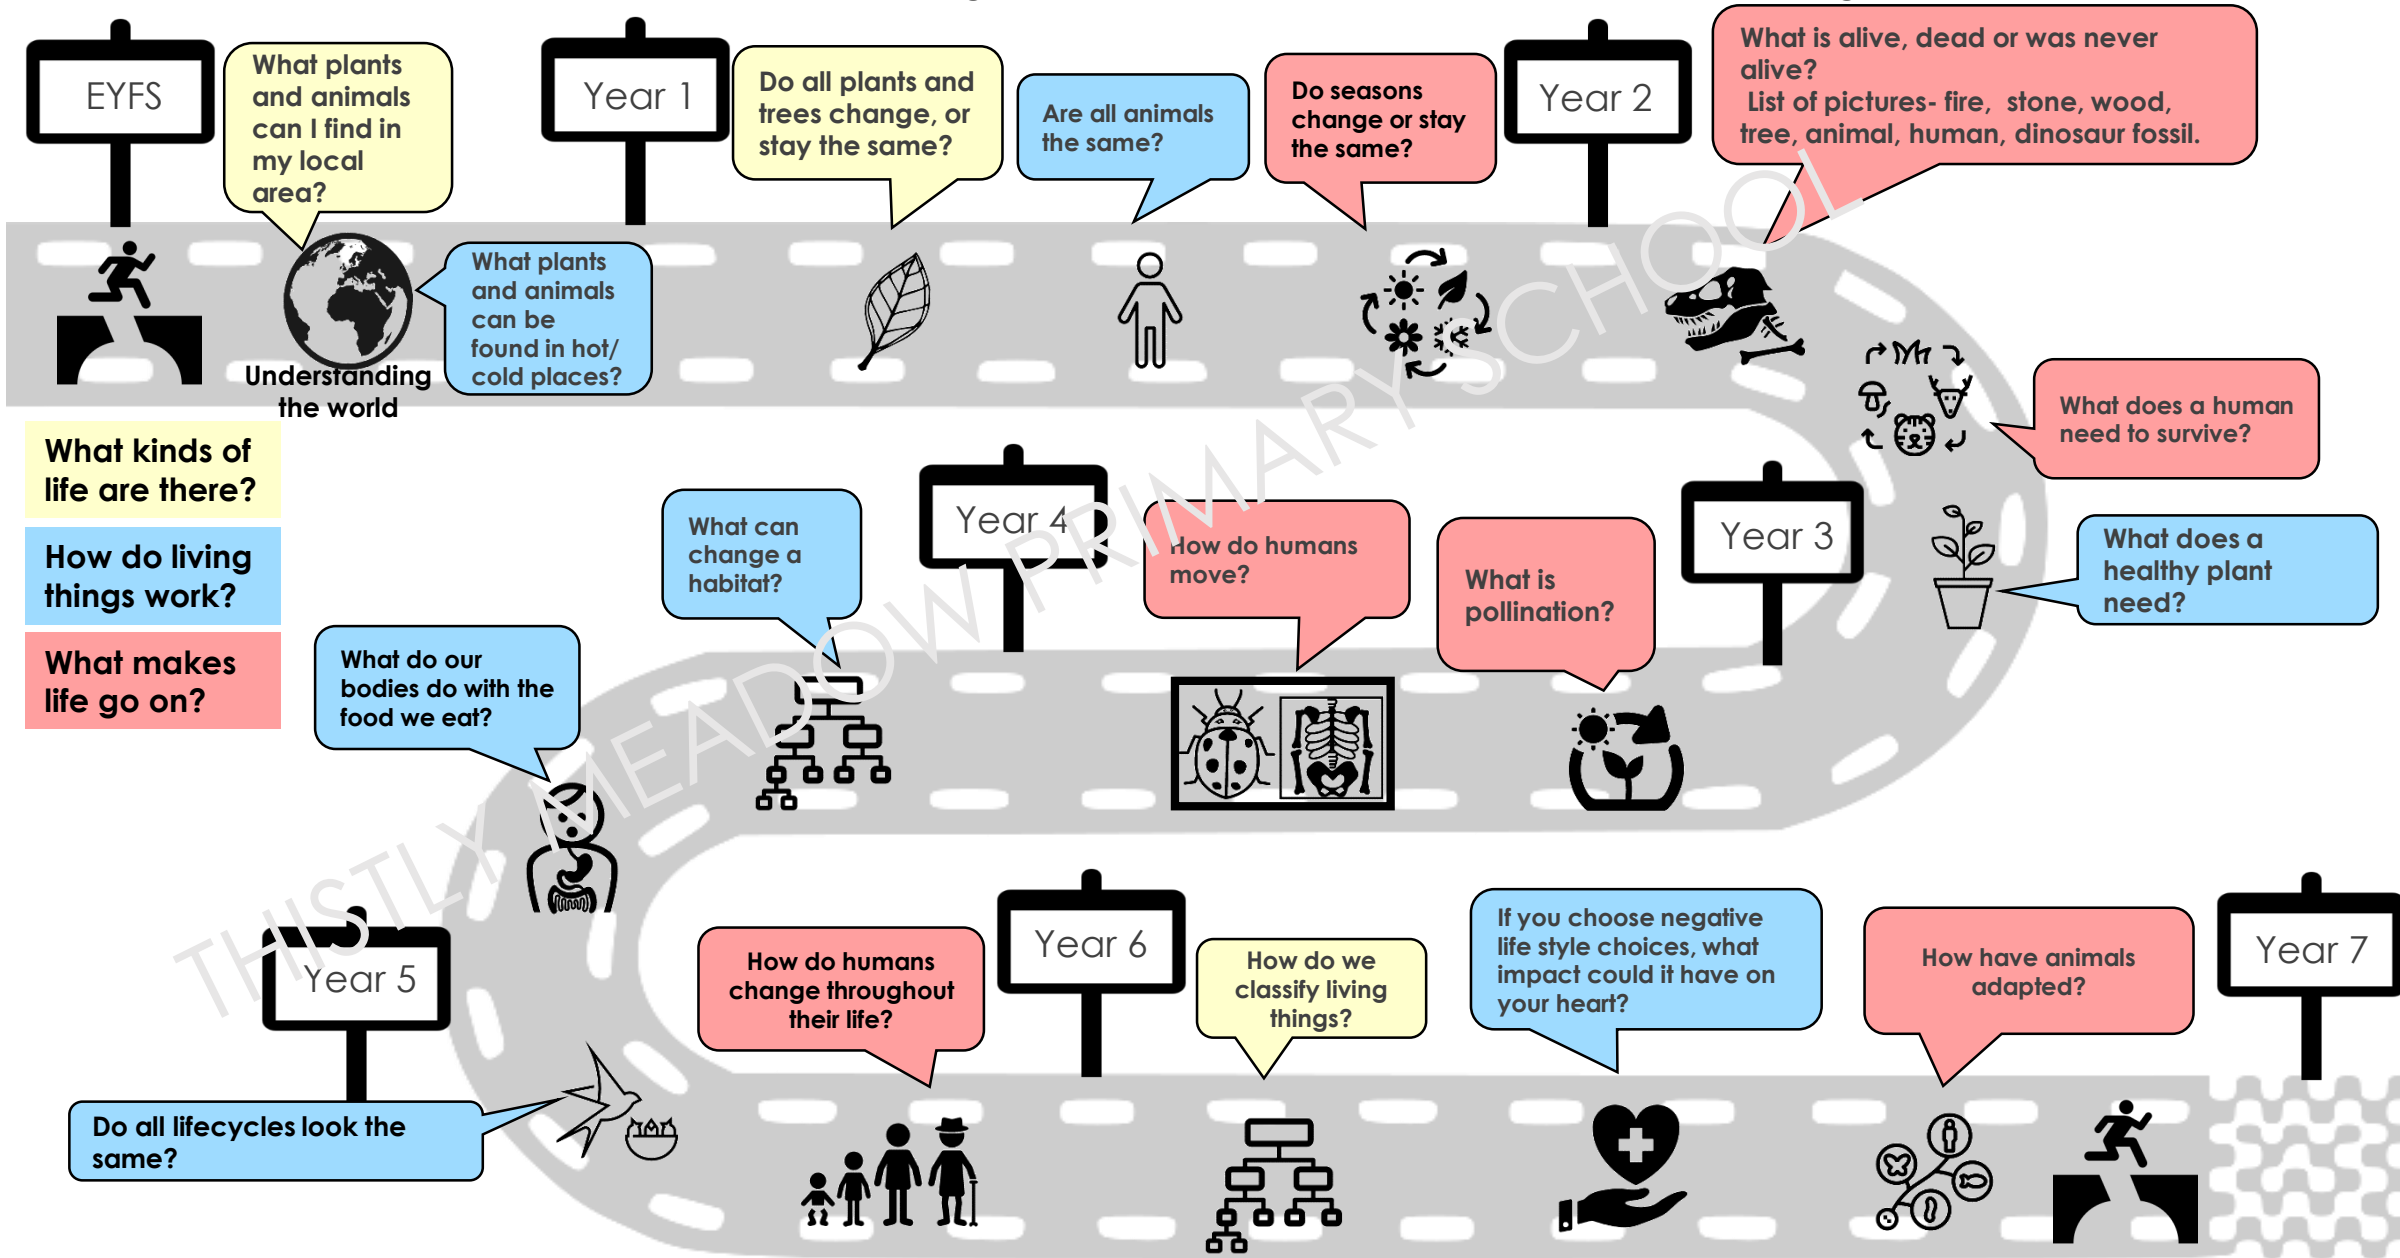 EYFS
What plants
and animals
can I find in
my local
area?
Year 1
Do all plants and
trees change, or
stay the same?
Are all animals
the same?
Do seasons
change or stay
the same?
Year 2
What is alive, dead or was never
alive?
List of pictures- fire, stone, wood,
tree, animal, human, dinosaur fossil.
What plants
and animals
can be
found in hot/
cold places?
Understanding
the world
What does a human
need to survive?
What kinds of
life are there?
How do living
things work?
What makes
life go on?
What does a
healthy plant
need?
Year 3
What is
pollination?
How do humans
move?
Year 4
What can
change a
habitat?
What do our
bodies do with the
food we eat?
THISTLY MEADOW PRIMARY SCHOOL
Year 5
Do all lifecycles look the
same?
How do humans
change throughout
their life?
Year 6
How do we
classify living
things?
If you choose negative
life style choices, what
impact could it have on
your heart?
How have animals
adapted?
Year 7